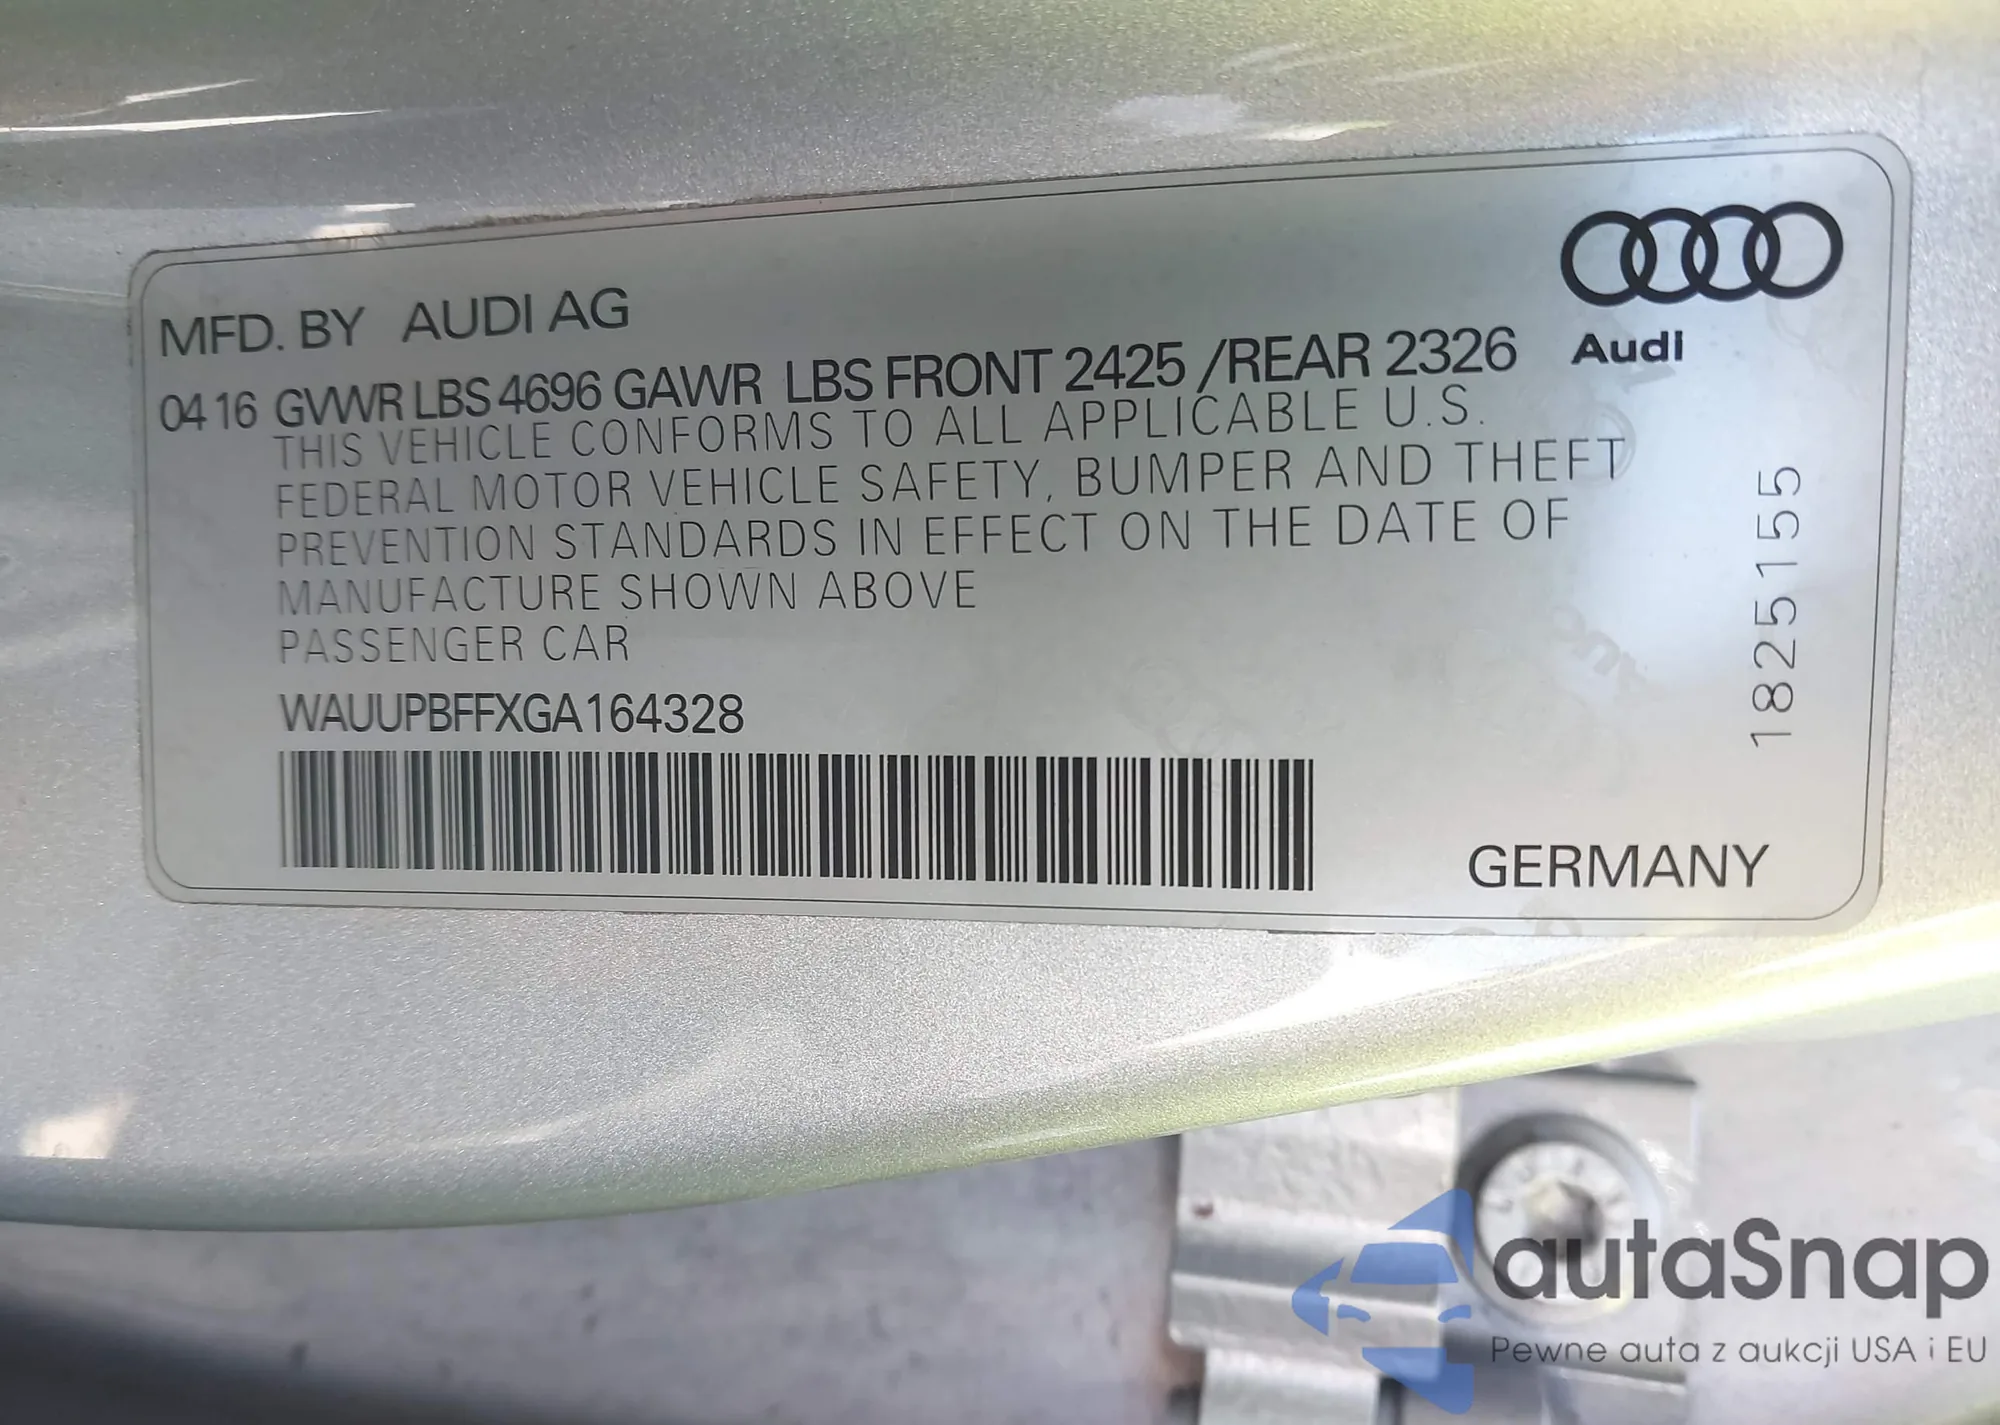 MFD. BY AUDI AG
0416 GVWR LBS 4696 GAWR LBS FRONT 2425 /REAR 2326
Audi
THIS VEHICLE CONFORMS TO ALL APPLICABLE U.S.
FEDERAL MOTOR VEHICLE SAFETY, BUMPER AND THEFT
PREVENTION STANDARDS IN EFFECT ON THE DATE OF
MANUFACTURE SHOWN ABOVE
PASSENGER CAR
WAUUPBFFXGA164328
1825155
GERMANY
autaSnap
Pewne auta z aukcji USA i EU